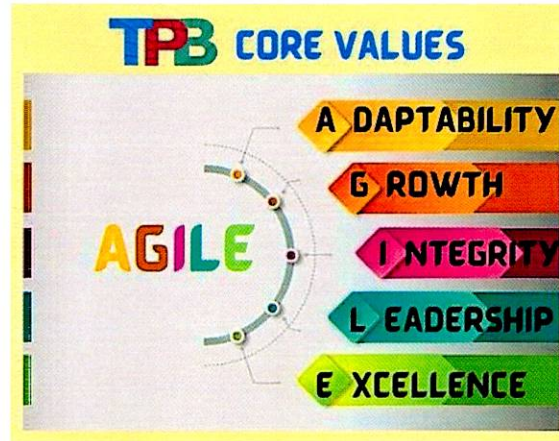 TPB CORE VALUES
AGILE
A DAPTABILITY
G ROWTH
I NTEGRITY
L EADERSHIP
E XCELLENCE